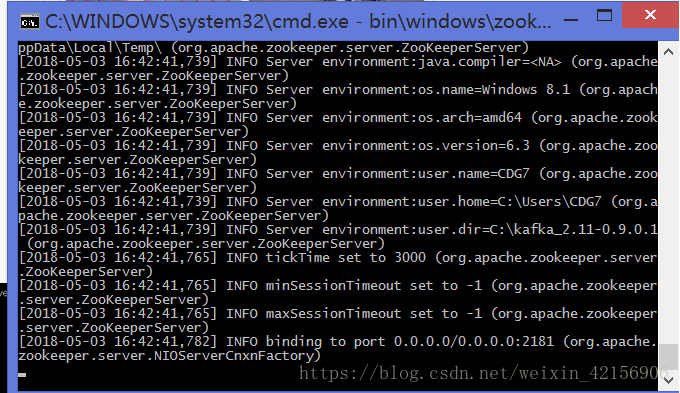 C:\WINDOWS\system32\cmd.exe - bin\windows\zook...
ppData\Local\Temp\ (org.apache.zookeeper.server.ZooKeeperServer)
[2018-05-03 16:42:41,739] INFO Server environment:java.compiler=<NA> (org.apache
.zookeeper.server.ZooKeeperServer)
[2018-05-03 16:42:41,739] INFO Server environment:os.name=Windows 8.1 (org.apach
e.zookeeper.server.ZooKeeperServer)
[2018-05-03 16:42:41,739] INFO Server environment:os.arch=amd64 (org.apache.zook
eeper.server.ZooKeeperServer)
[2018-05-03 16:42:41,739] INFO Server environment:os.version=6.3 (org.apache.zoo
keeper.server.ZooKeeperServer)
[2018-05-03 16:42:41,739] INFO Server environment:user.name=CDG7 (org.apache.zoo
keeper.server.ZooKeeperServer)
[2018-05-03 16:42:41,739] INFO Server environment:user.home=C:\Users\CDG7 (org.a
pache.zookeeper.server.ZooKeeperServer)
[2018-05-03 16:42:41,739] INFO Server environment:user.dir=C:\kafka_2.11-0.9.0.1
(org.apache.zookeeper.server.ZooKeeperServer)
[2018-05-03 16:42:41,765] INFO tickTime set to 3000 (org.apache.zookeeper.server
.ZooKeeperServer)
[2018-05-03 16:42:41,765] INFO minSessionTimeout set to -1 (org.apache.zookeeper
.server.ZooKeeperServer)
[2018-05-03 16:42:41,765] INFO maxSessionTimeout set to -1 (org.apache.zookeeper
.server.ZooKeeperServer)
[2018-05-03 16:42:41,782] INFO binding to port 0.0.0.0/0.0.0.0:2181 (org.apache.
zookeeper.server.NIOServerCnxnFactory)
https://blog.csdn.net/weixin_42156906